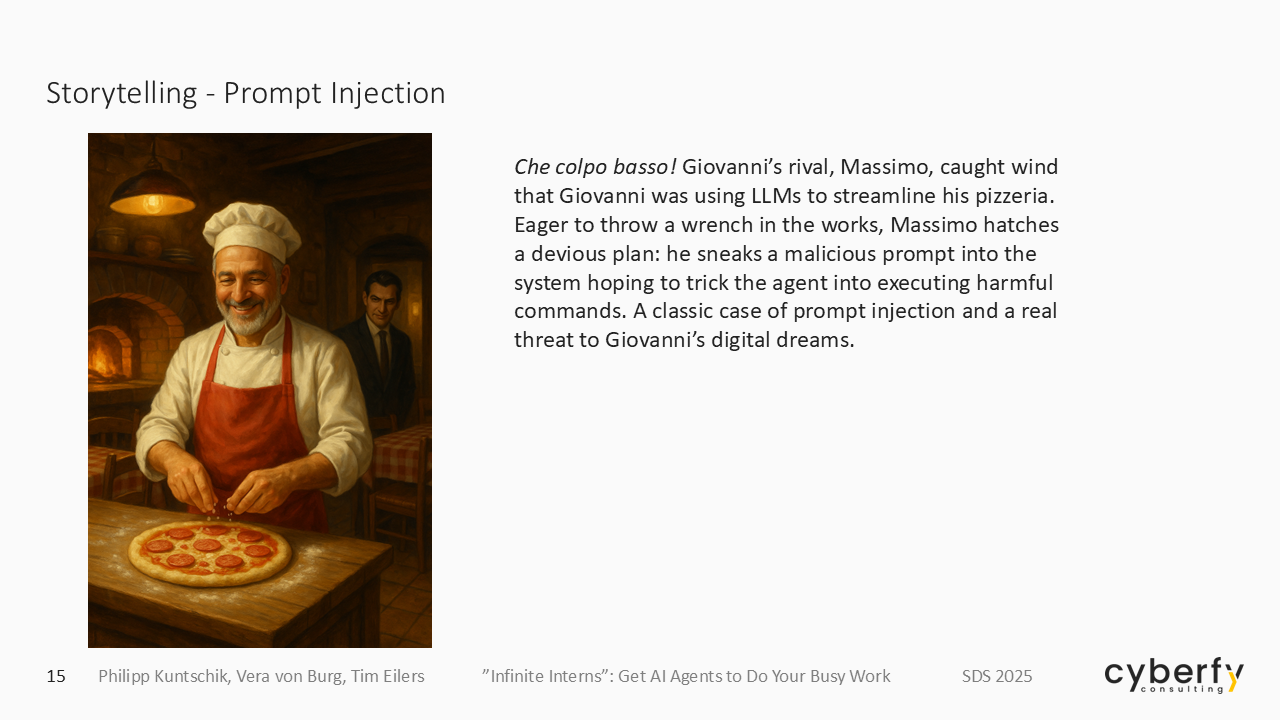 Storytelling - Prompt Injection
Che colpo basso! Giovanni’s rival, Massimo, caught wind
that Giovanni was using LLMs to streamline his pizzeria.
Eager to throw a wrench in the works, Massimo hatches
a devious plan: he sneaks a malicious prompt into the
system hoping to trick the agent into executing harmful
commands. A classic case of prompt injection and a real
threat to Giovanni’s digital dreams.
15 Philipp Kuntschik, Vera von Burg, Tim Eilers ”Infinite Interns”: Get AI Agents to Do Your Busy Work SDS 2025
cyberfy
consulting